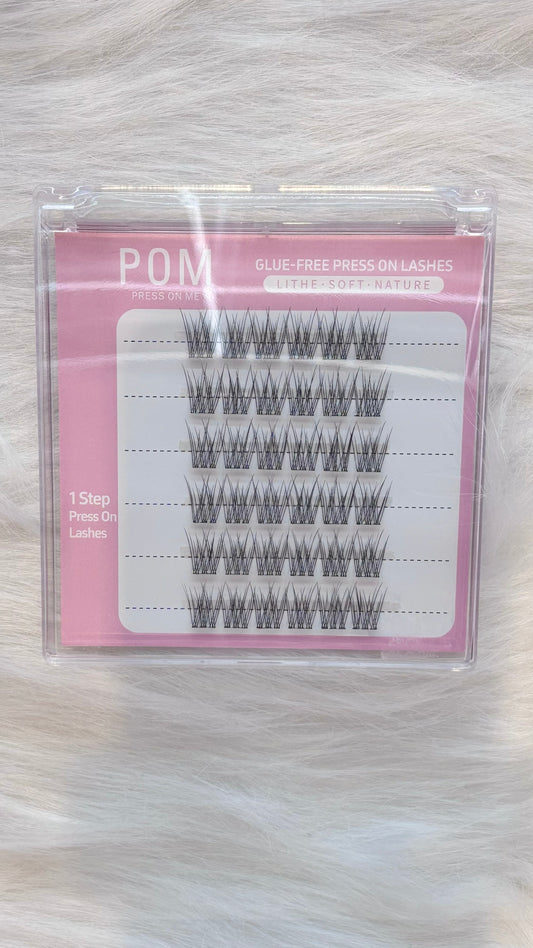 POM
PRESS ON ME
GLUE-FREE PRESS ON LASHES
LITHE·SOFT·NATURE
1 Step
Press On
Lashes